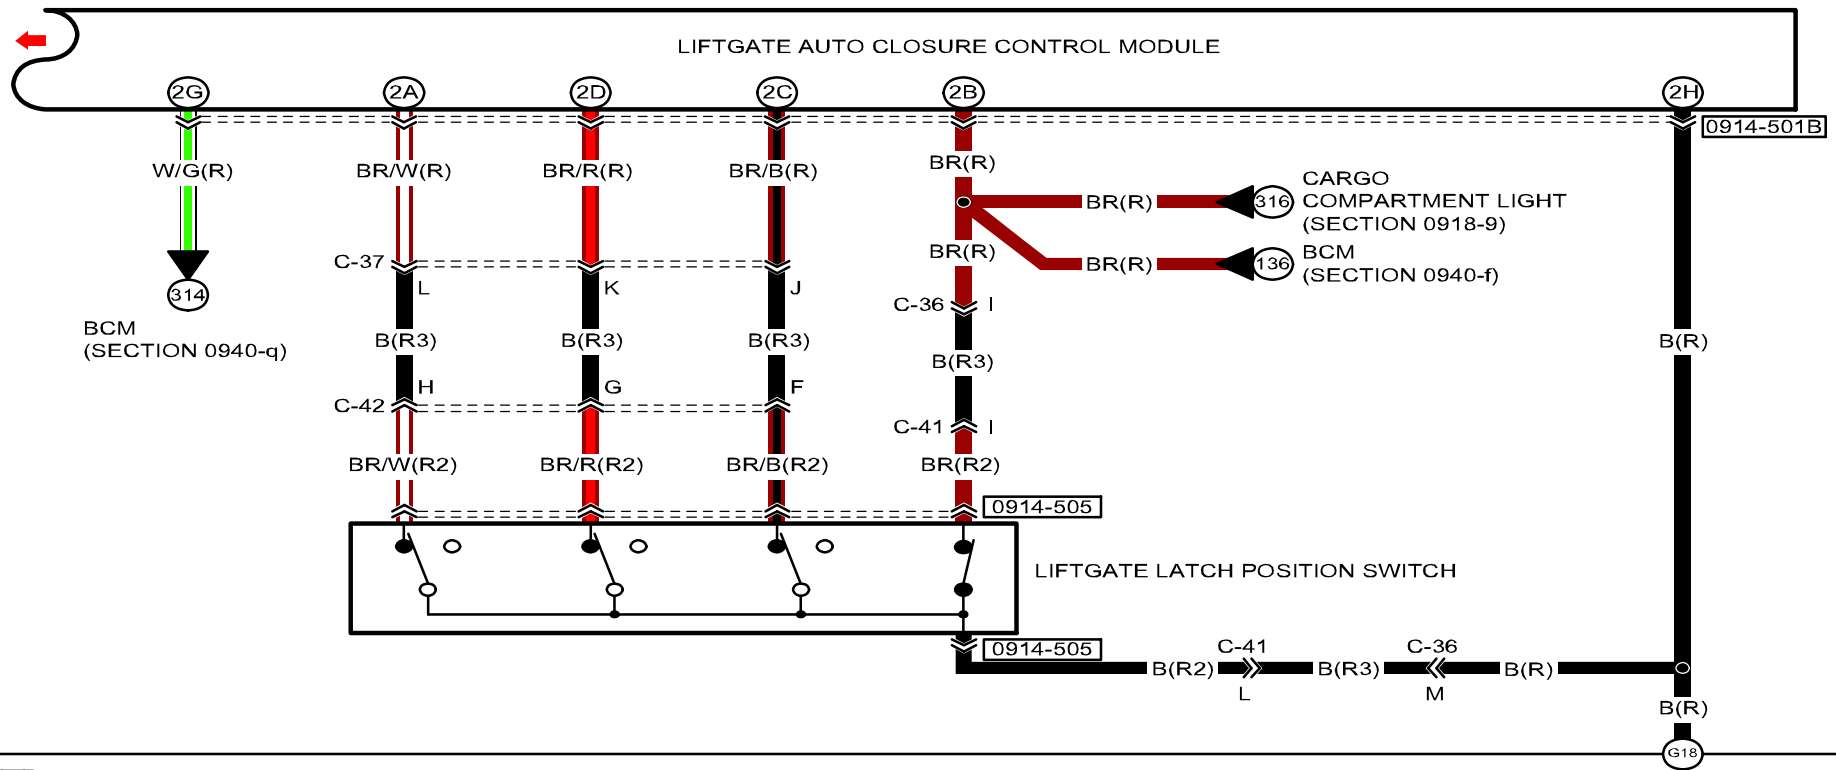 LIFTGATE AUTO CLOSURE CONTROL MODULE
2G 2A 2D 2C 2B 2H
0914-501B
W/G(R) BR/W(R) BR/R(R) BR/B(R) BR(R)
316 CARGO
COMPARTMENT LIGHT
(SECTION 0918-9)
BR(R)
BR(R)
136 BCM
(SECTION 0940-f)
BR(R)
C-37
L K J
314
BCM
(SECTION 0940-q)
C-36 I
B(R3) B(R3) B(R3) B(R3) B(R)
H G F
C-42
C-41 I
BR/W(R2) BR/R(R2) BR/B(R2) BR(R2)
0914-505
LIFTGATE LATCH POSITION SWITCH
0914-505
C-41 C-36
B(R2) B(R3) B(R)
L M
B(R)
G18